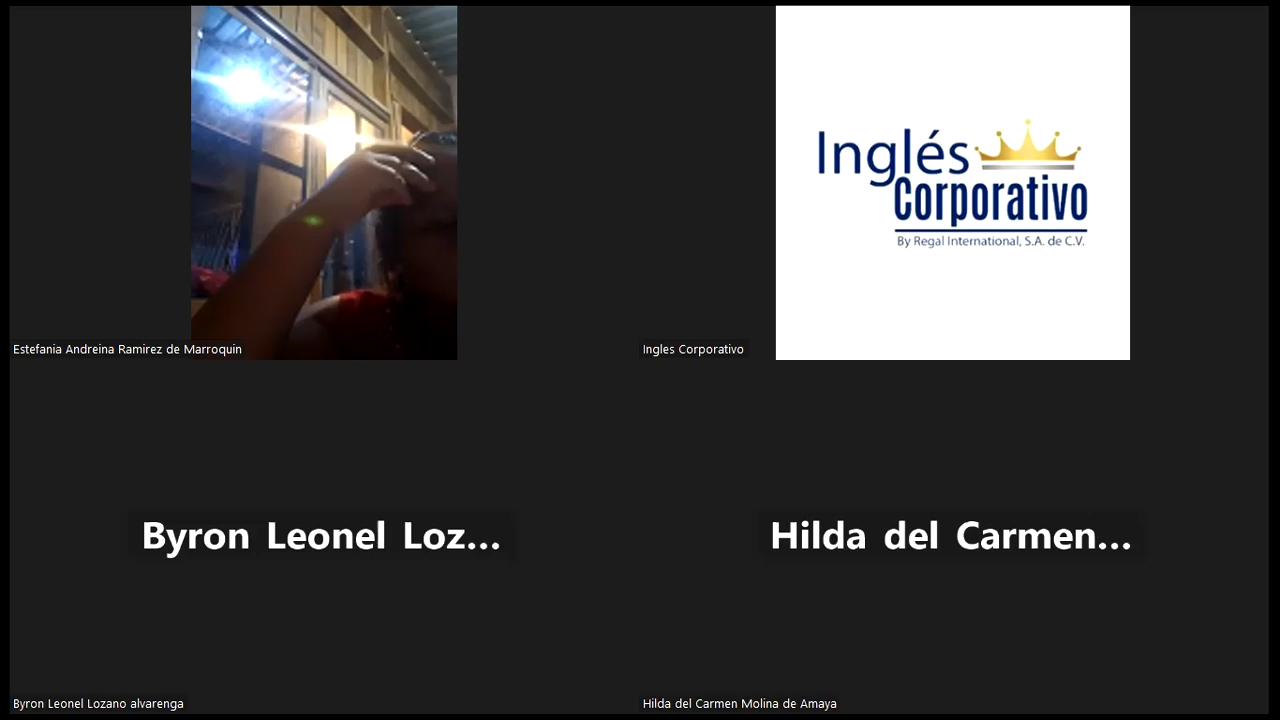 Inglés
Corporativo
By Regal International, S.A. de C.V.
Estefania Andreina Ramirez de Marroquin
Ingles Corporativo
Byron Leonel Loz...
Hilda del Carmen...
Byron Leonel Lozano alvarenga
Hilda del Carmen Molina de Amaya